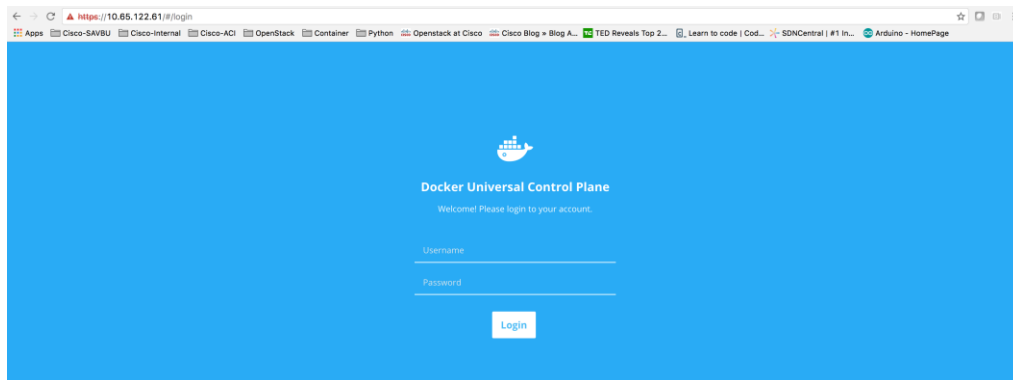 https://10.65.122.61/#/login
Apps Cisco-SAVBU Cisco-Internal Cisco-ACI OpenStack Container Python Openstack at Cisco Cisco Blog » Blog A... TED Reveals Top 2... Learn to code | Cod... SDNCentral | #1 In... Arduino - HomePage
Docker Universal Control Plane
Welcome! Please login to your account.
Username
Password
Login